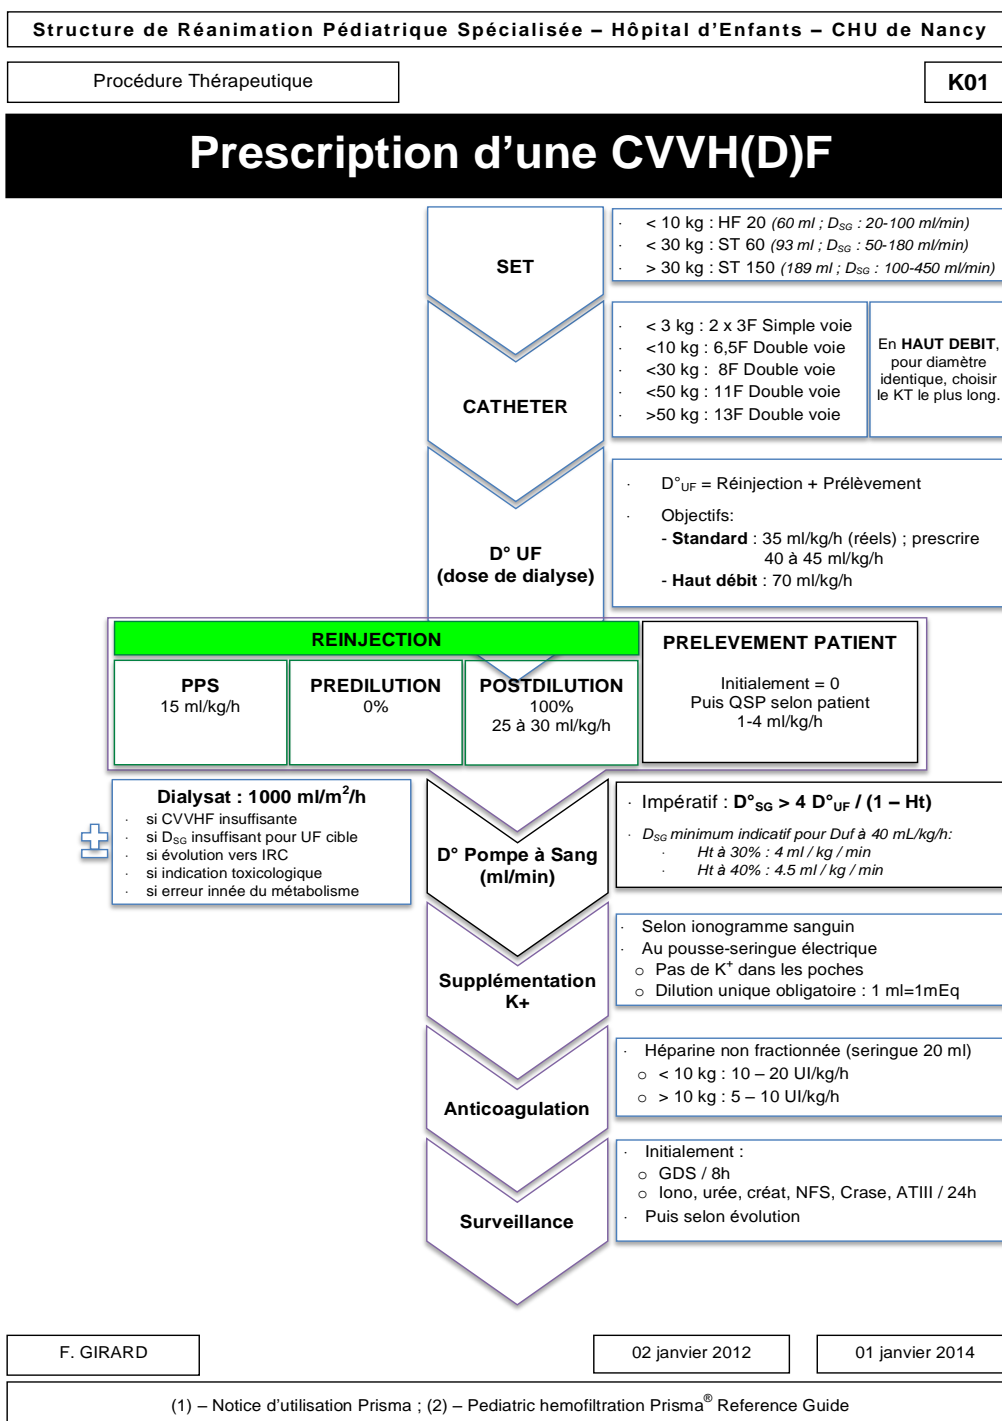 Structure de Réanimation Pédiatrique Spécialisée – Hôpital d'Enfants – CHU de Nancy
Procédure Thérapeutique
K01
Prescription d'une CVVH(D)F
SET
· < 10 kg : HF 20 (60 ml ; DSG : 20-100 ml/min)
· < 30 kg : ST 60 (93 ml ; DSG : 50-180 ml/min)
· > 30 kg : ST 150 (189 ml ; DSG : 100-450 ml/min)
CATHETER
· < 3 kg : 2 x 3F Simple voie
· <10 kg : 6,5F Double voie
· <30 kg : 8F Double voie
· <50 kg : 11F Double voie
· >50 kg : 13F Double voie
En HAUT DEBIT,
pour diamètre
identique, choisir
le KT le plus long.
D° UF
(dose de dialyse)
· D°UF = Réinjection + Prélèvement
· Objectifs:
- Standard : 35 ml/kg/h (réels) ; prescrire
40 à 45 ml/kg/h
- Haut débit : 70 ml/kg/h
REINJECTION
PPS
15 ml/kg/h
PREDILUTION
0%
POSTDILUTION
100%
25 à 30 ml/kg/h
PRELEVEMENT PATIENT
Initialement = 0
Puis QSP selon patient
1-4 ml/kg/h
±
Dialysat : 1000 ml/m²/h
· si CVVHF insuffisante
· si DSG insuffisant pour UF cible
· si évolution vers IRC
· si indication toxicologique
· si erreur innée du métabolisme
D° Pompe à Sang
(ml/min)
· Impératif : D°SG > 4 D°UF / (1 – Ht)
· DSG minimum indicatif pour Duf à 40 mL/kg/h:
· Ht à 30% : 4 ml / kg / min
· Ht à 40% : 4.5 ml / kg / min
Supplémentation
K+
· Selon ionogramme sanguin
· Au pousse-seringue électrique
o Pas de K+ dans les poches
o Dilution unique obligatoire : 1 ml=1mEq
Anticoagulation
· Héparine non fractionnée (seringue 20 ml)
o < 10 kg : 10 – 20 UI/kg/h
o > 10 kg : 5 – 10 UI/kg/h
Surveillance
· Initialement :
o GDS / 8h
o Iono, urée, créat, NFS, Crase, ATIII / 24h
· Puis selon évolution
F. GIRARD
02 janvier 2012
01 janvier 2014
(1) – Notice d'utilisation Prisma ; (2) – Pediatric hemofiltration Prisma® Reference Guide